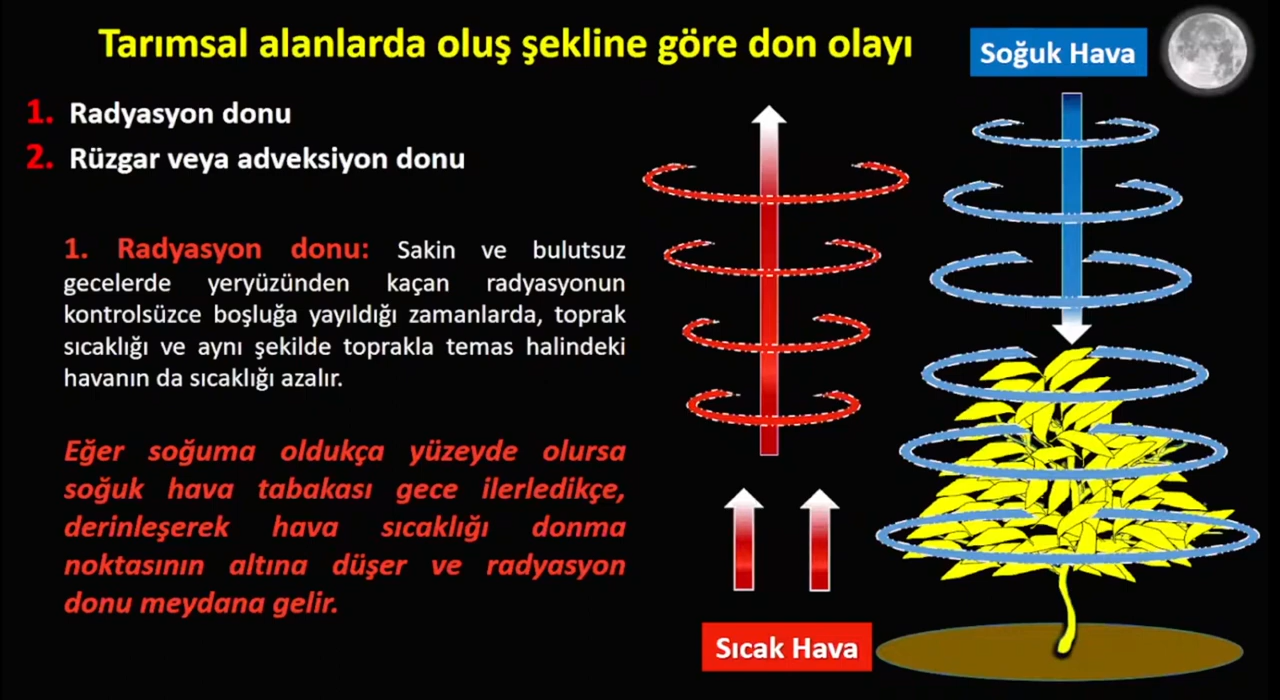 Tarımsal alanlarda oluş şekline göre don olayı
Soğuk Hava
1. Radyasyon donu
2. Rüzgar veya adveksiyon donu
1. Radyasyon donu: Sakin ve bulutsuz
gecelerde yeryüzünden kaçan radyasyonun
kontrolsüzce boşluğa yayıldığı zamanlarda, toprak
sıcaklığı ve aynı şekilde toprakla temas halindeki
havanın da sıcaklığı azalır.
Eğer soğuma oldukça yüzeyde olursa
soğuk hava tabakası gece ilerledikçe,
derinleşerek hava sıcaklığı donma
noktasının altına düşer ve radyasyon
donu meydana gelir.
Sıcak Hava